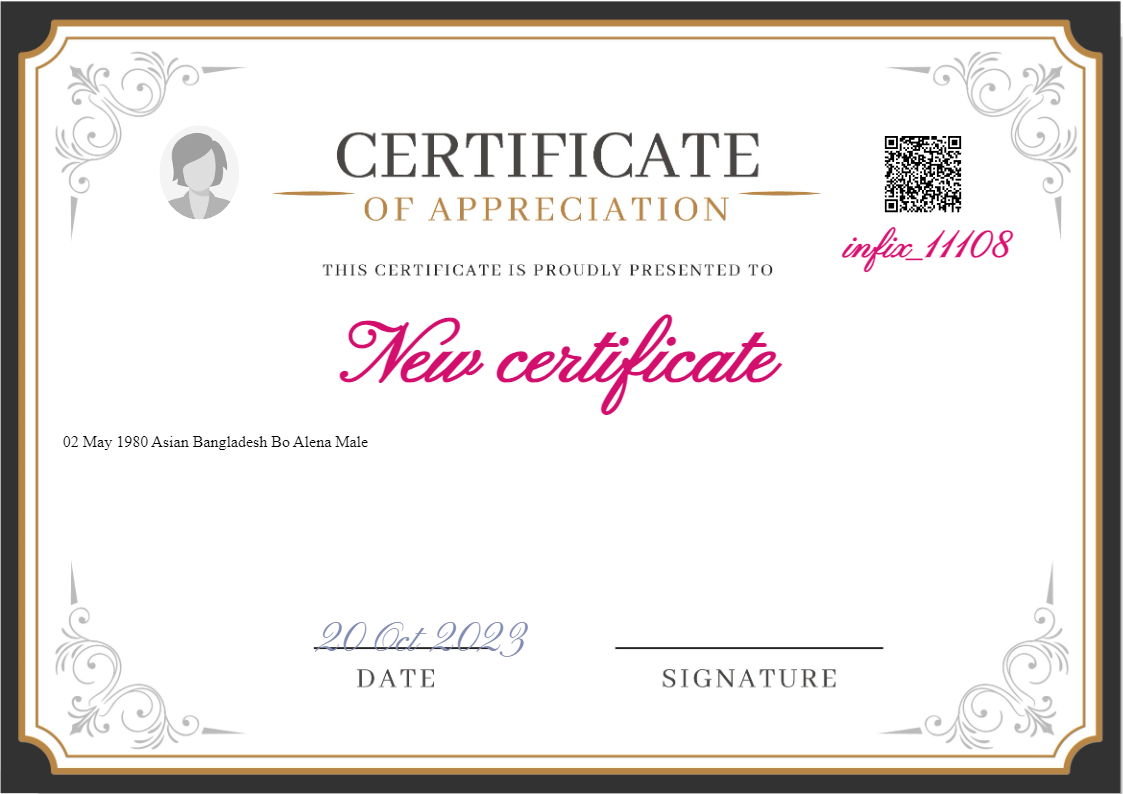 CERTIFICATE
OF APPRECIATION
infix_11108
THIS CERTIFICATE IS PROUDLY PRESENTED TO
New certificate
02 May 1980 Asian Bangladesh Bo Alena Male
20 Oct 2023
DATE
SIGNATURE